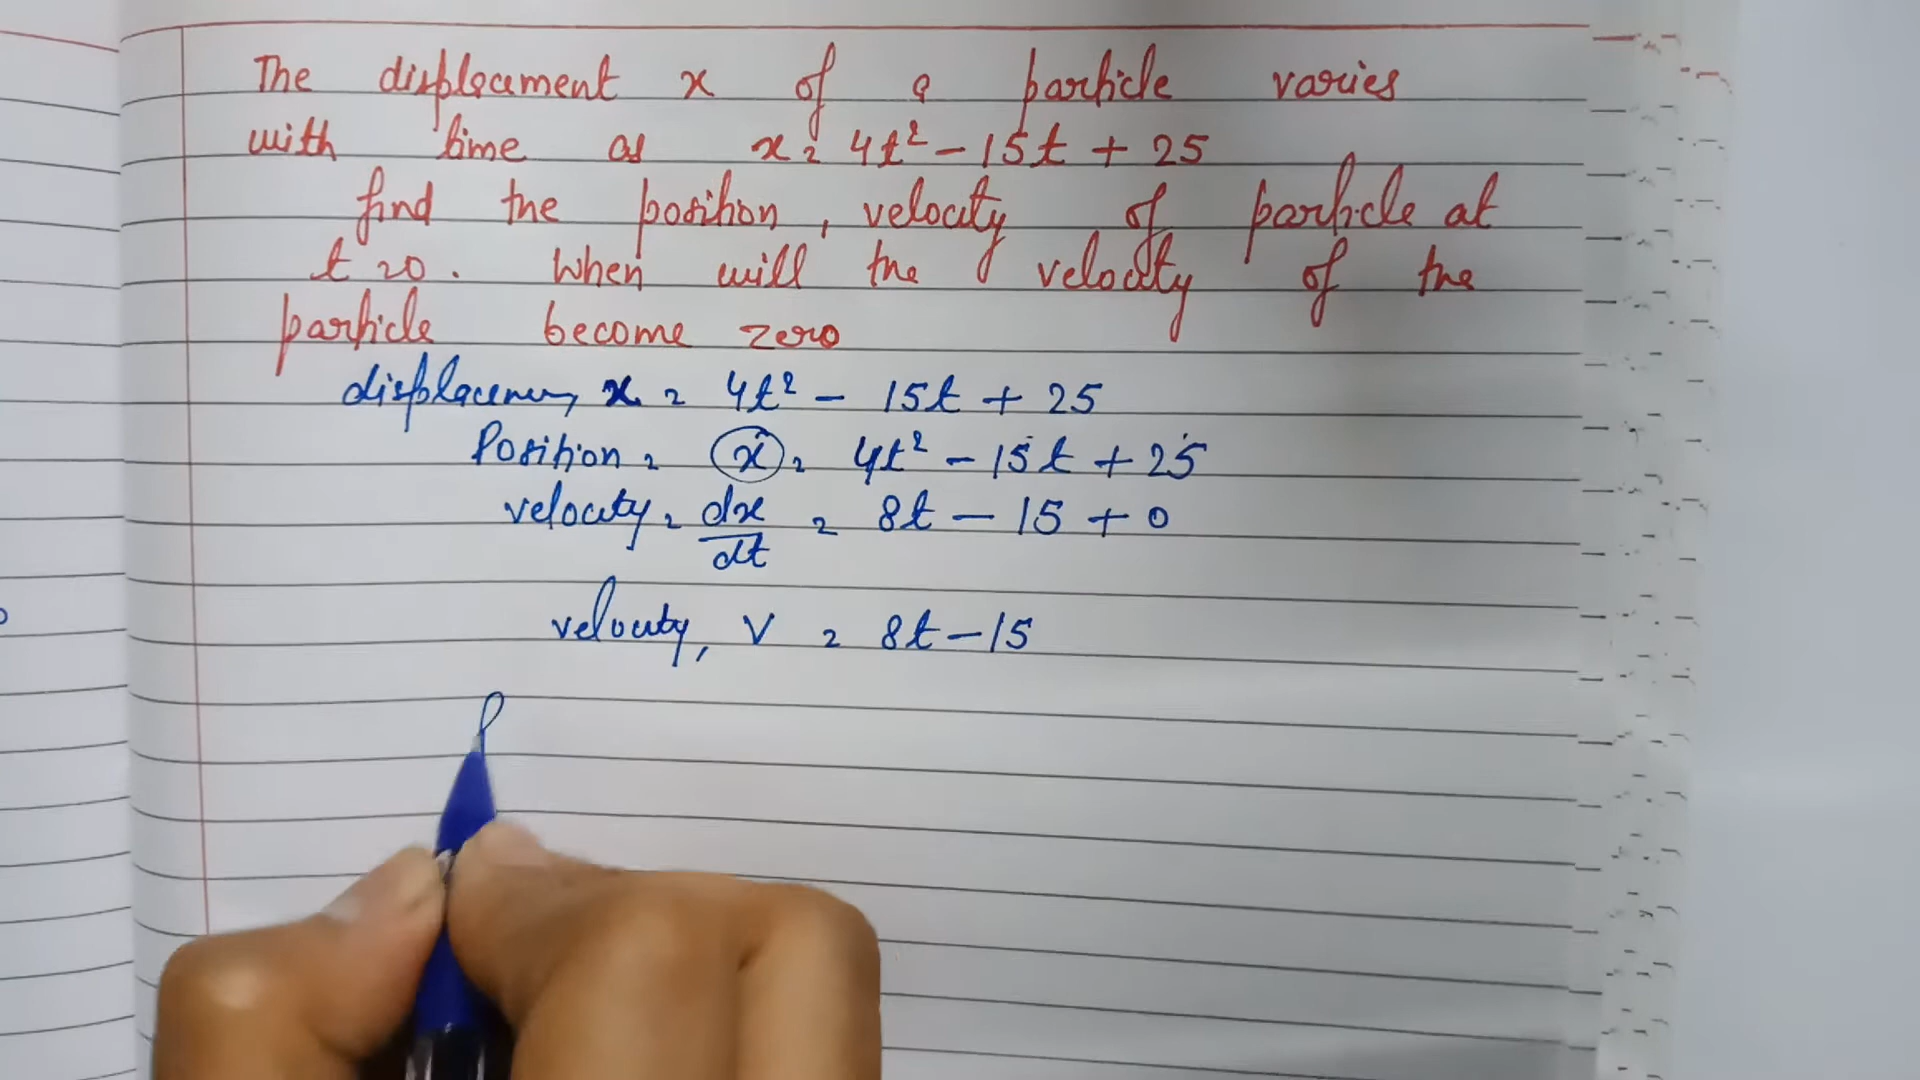 The displacement x of a particle varies
with time as x = 4t² - 15t + 25
find the position, velocity of particle at
t = 0. When will the velocity of the
particle become zero
x = 4t² - 15t + 25
Position = x = 4t² - 15t + 25
velocity = dx/dt = 8t - 15 + 0
velocity, V = 8t - 15
P